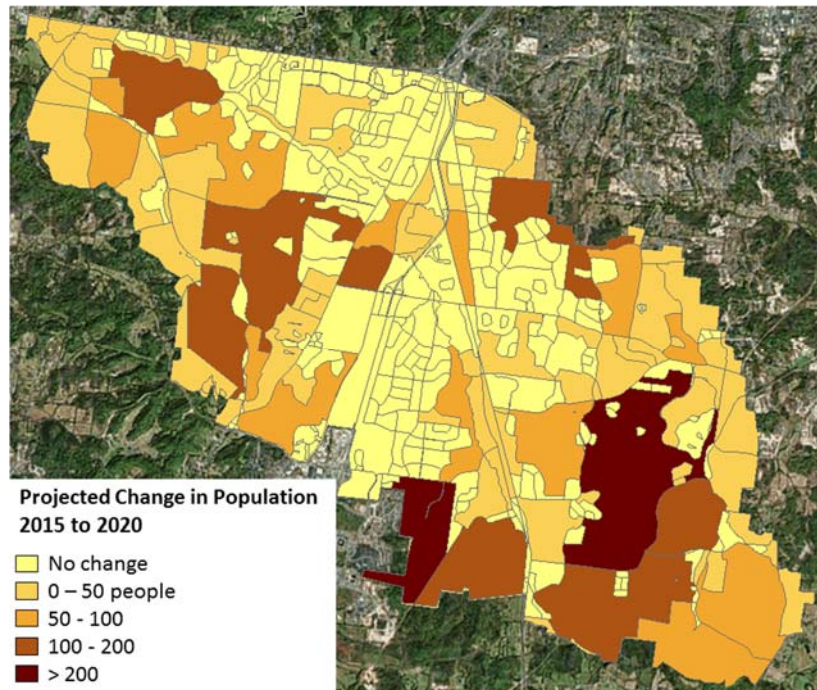 Projected Change in Population
2015 to 2020
No change
0 – 50 people
50 - 100
100 - 200
> 200